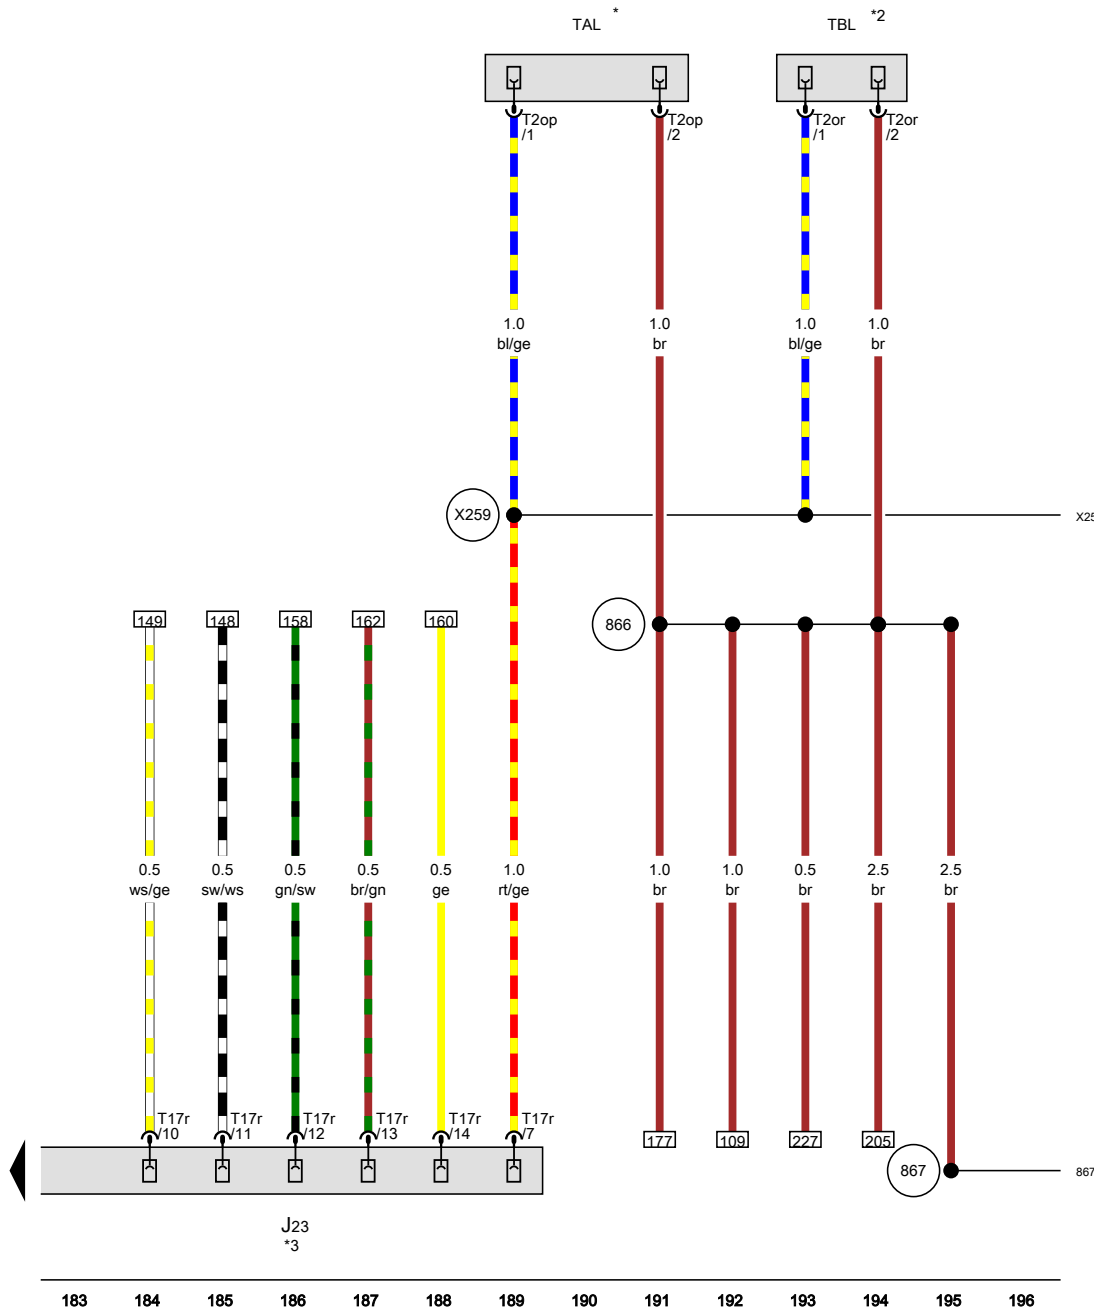 TAL *
TBL *2
T2op
/1
T2op
/2
T2or
/1
T2or
/2
1.0 1.0 1.0 1.0
bl/ge br bl/ge br
X259
X25
149 148 158 162 160
866
0.5 0.5 0.5 0.5 0.5 1.0 1.0 1.0 0.5 2.5 2.5
ws/ge sw/ws gn/sw br/gn ge rt/ge br br br br br
T17r
/10
T17r
/11
T17r
/12
T17r
/13
T17r
/14
T17r
/7
177 109 227 205
867
867
J23
*3
183 184 185 186 187 188 189 190 191 192 193 194 195 196